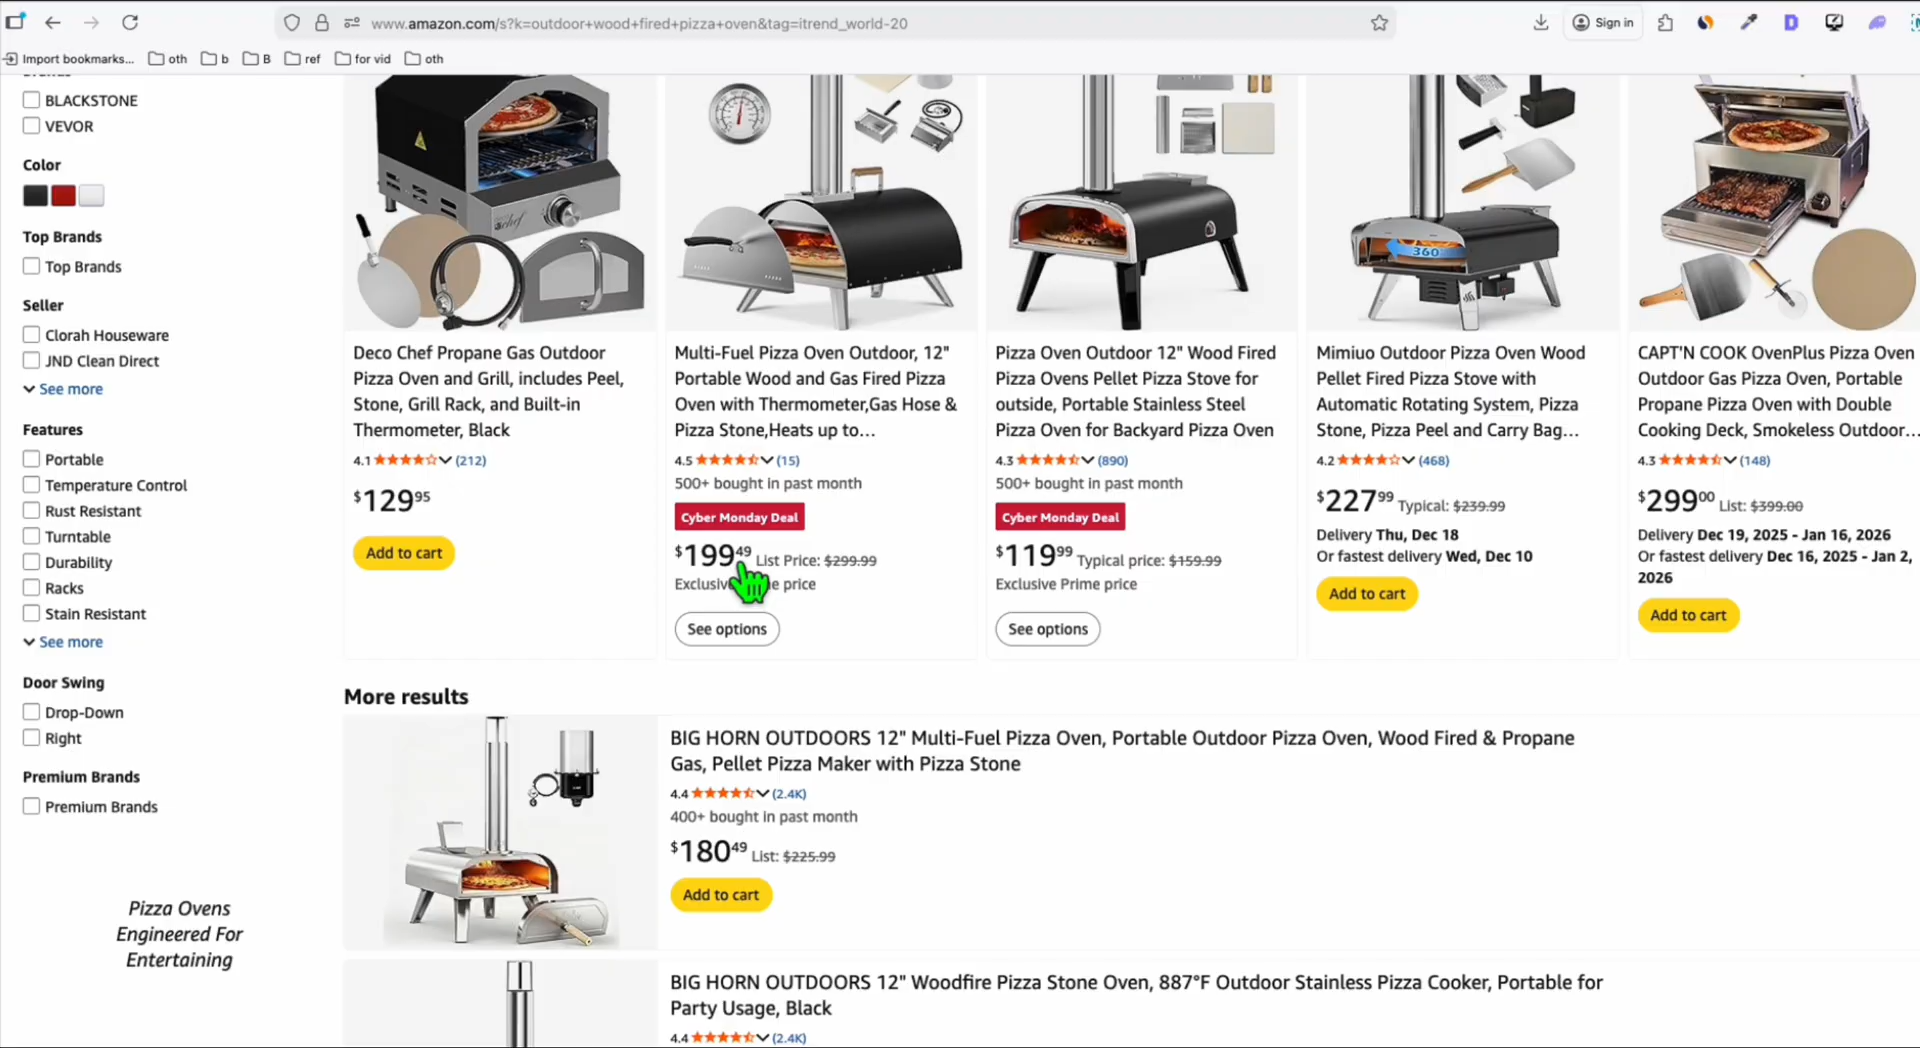 www.amazon.com/s?k=outdoor+wood+fired+pizza+oven&tag=itrend_world-20
Sign in
Import bookmarks...
oth
b
B
ref
for vid
oth
BLACKSTONE
VEVOR
Color
Top Brands
Top Brands
Seller
Clorah Houseware
JND Clean Direct
See more
Features
Portable
Temperature Control
Rust Resistant
Turntable
Durability
Racks
Stain Resistant
See more
Door Swing
Drop-Down
Right
Premium Brands
Premium Brands
Pizza Ovens
Engineered For
Entertaining
chef
Deco Chef Propane Gas Outdoor
Pizza Oven and Grill, includes Peel,
Stone, Grill Rack, and Built-in
Thermometer, Black
4.1 (212)
$129 95
Add to cart
Multi-Fuel Pizza Oven Outdoor, 12"
Portable Wood and Gas Fired Pizza
Oven with Thermometer,Gas Hose &
Pizza Stone,Heats up to...
4.5 (15)
500+ bought in past month
Cyber Monday Deal
$199 49 List Price: $299.99
Exclusive price
See options
Pizza Oven Outdoor 12" Wood Fired
Pizza Ovens Pellet Pizza Stove for
outside, Portable Stainless Steel
Pizza Oven for Backyard Pizza Oven
4.3 (890)
500+ bought in past month
Cyber Monday Deal
$119 99 Typical price: $159.99
Exclusive Prime price
See options
360
Mimiuo Outdoor Pizza Oven Wood
Pellet Fired Pizza Stove with
Automatic Rotating System, Pizza
Stone, Pizza Peel and Carry Bag...
4.2 (468)
$227 99 Typical: $239.99
Delivery Thu, Dec 18
Or fastest delivery Wed, Dec 10
Add to cart
CAPT'N COOK OvenPlus Pizza Oven
Outdoor Gas Pizza Oven, Portable
Propane Pizza Oven with Double
Cooking Deck, Smokeless Outdoor...
4.3 (148)
$299 00 List: $399.00
Delivery Dec 19, 2025 - Jan 16, 2026
Or fastest delivery Dec 16, 2025 - Jan 2,
2026
Add to cart
More results
BIG HORN OUTDOORS 12" Multi-Fuel Pizza Oven, Portable Outdoor Pizza Oven, Wood Fired & Propane
Gas, Pellet Pizza Maker with Pizza Stone
4.4 (2.4K)
400+ bought in past month
$180 49 List: $225.99
Add to cart
BIG HORN OUTDOORS 12" Woodfire Pizza Stone Oven, 887°F Outdoor Stainless Pizza Cooker, Portable for
Party Usage, Black
4.4 (2.4K)